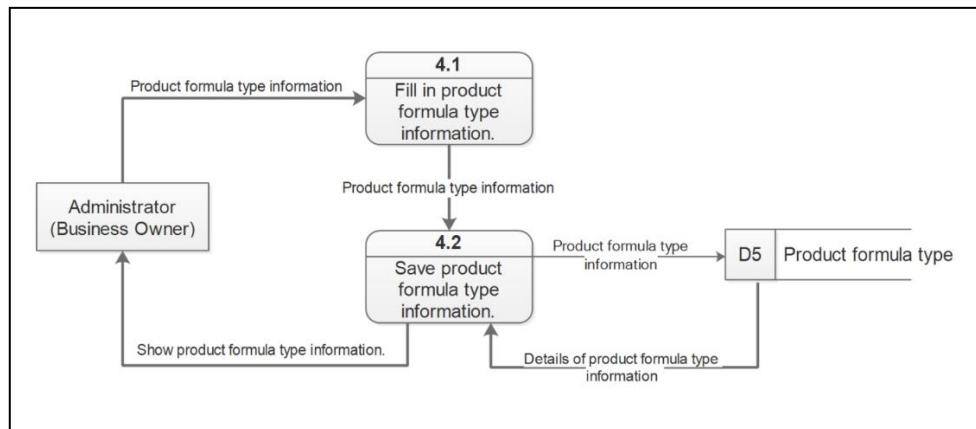 4.1
Product formula type information
Fill in product
formula type
information.
Product formula type information
Administrator
(Business Owner)
4.2
Save product
formula type
information.
Product formula type
information
D5 Product formula type
Show product formula type information.
Details of product formula type
information